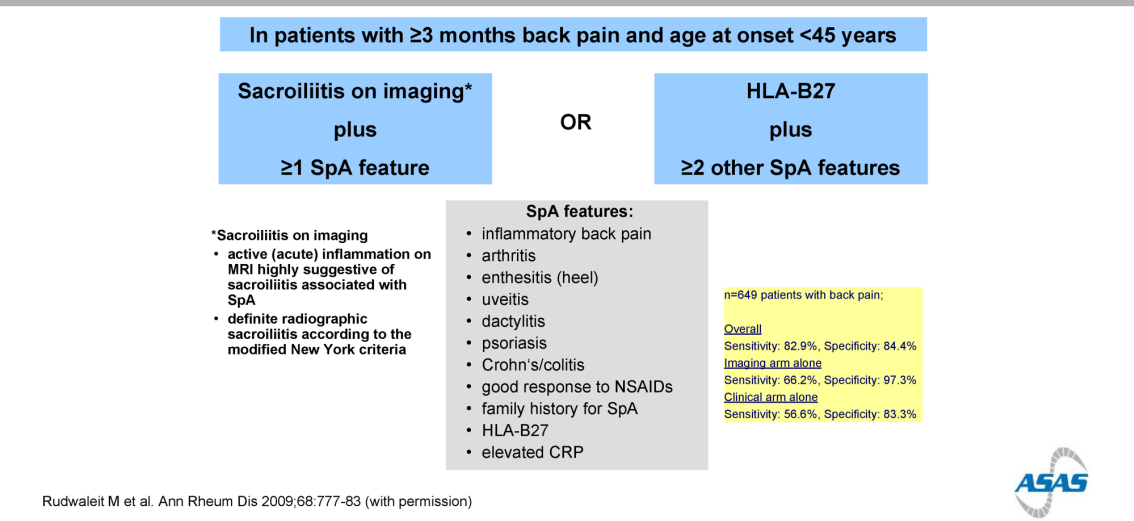 In patients with ≥3 months back pain and age at onset <45 years
Sacroiliitis on imaging*
plus
≥1 SpA feature
OR
HLA-B27
plus
≥2 other SpA features
*Sacroiliitis on imaging
• active (acute) inflammation on
MRI highly suggestive of
sacroiliitis associated with
SpA
• definite radiographic
sacroiliitis according to the
modified New York criteria
SpA features:
• inflammatory back pain
• arthritis
• enthesitis (heel)
• uveitis
• dactylitis
• psoriasis
• Crohn‘s/colitis
• good response to NSAIDs
• family history for SpA
• HLA-B27
• elevated CRP
n=649 patients with back pain;
Overall
Sensitivity: 82.9%, Specificity: 84.4%
Imaging arm alone
Sensitivity: 66.2%, Specificity: 97.3%
Clinical arm alone
Sensitivity: 56.6%, Specificity: 83.3%
Rudwaleit M et al. Ann Rheum Dis 2009;68:777-83 (with permission)
ASAS